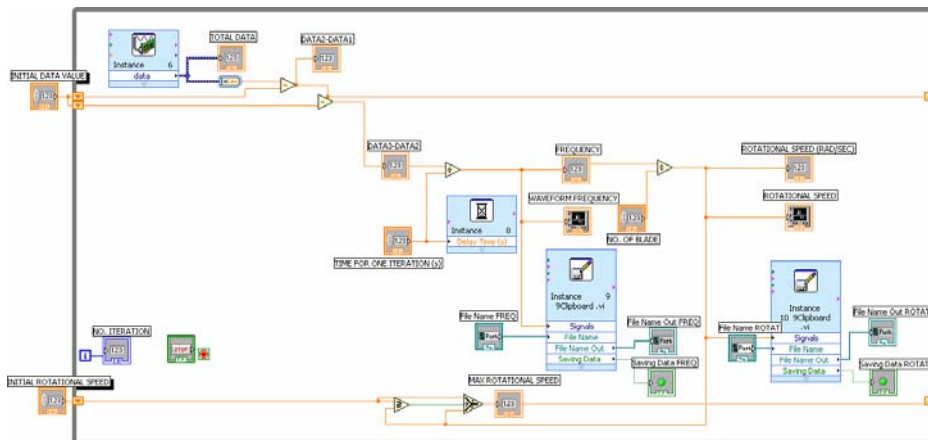 TOTAL DATA
DATA2-DATA1
Instance 6
data
INITIAL DATA VALUE
DATA3-DATA2
FREQUENCY
ROTATIONAL SPEED (RAD/SEC)
WAVEFORM FREQUENCY
ROTATIONAL SPEED
Instance 8
Delay Time (s)
NO. OF BLADE
TIME FOR ONE ITERATION (s)
Instance 9
9Clipboard .vi
Signals
File Name
File Name Out
Saving Data
File Name FREQ
File Name Out FREQ
Saving Data FREQ
Instance
10 9Clipboard
.vi
Signals
File Name
File Name Out
Saving Data
File Name ROTAT
File Name Out ROTAT
Saving Data ROTAT
NO. ITERATION
i
STOP
INITIAL ROTATIONAL SPEED
MAX ROTATIONAL SPEED